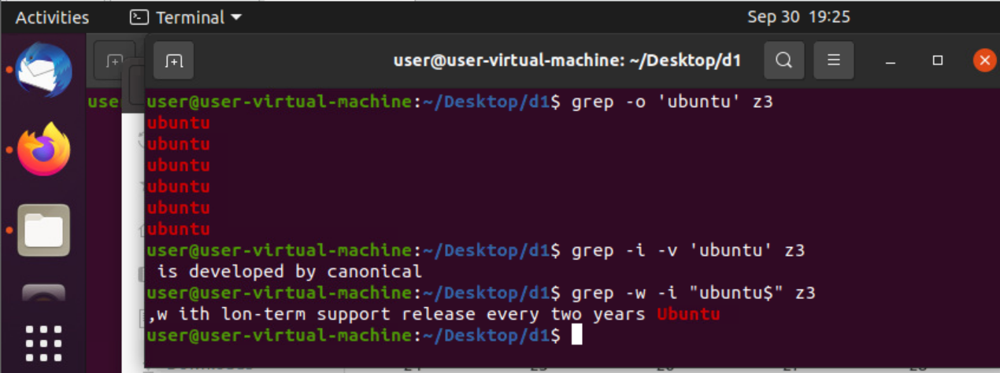 Activities Terminal Sep 30 19:25
user@user-virtual-machine: ~/Desktop/d1
use
user@user-virtual-machine:~/Desktop/d1$ grep -o 'ubuntu' z3
ubuntu
ubuntu
ubuntu
ubuntu
ubuntu
ubuntu
user@user-virtual-machine:~/Desktop/d1$ grep -i -v 'ubuntu' z3
 is developed by canonical
user@user-virtual-machine:~/Desktop/d1$ grep -w -i "ubuntu$" z3
,w ith lon-term support release every two years Ubuntu
user@user-virtual-machine:~/Desktop/d1$